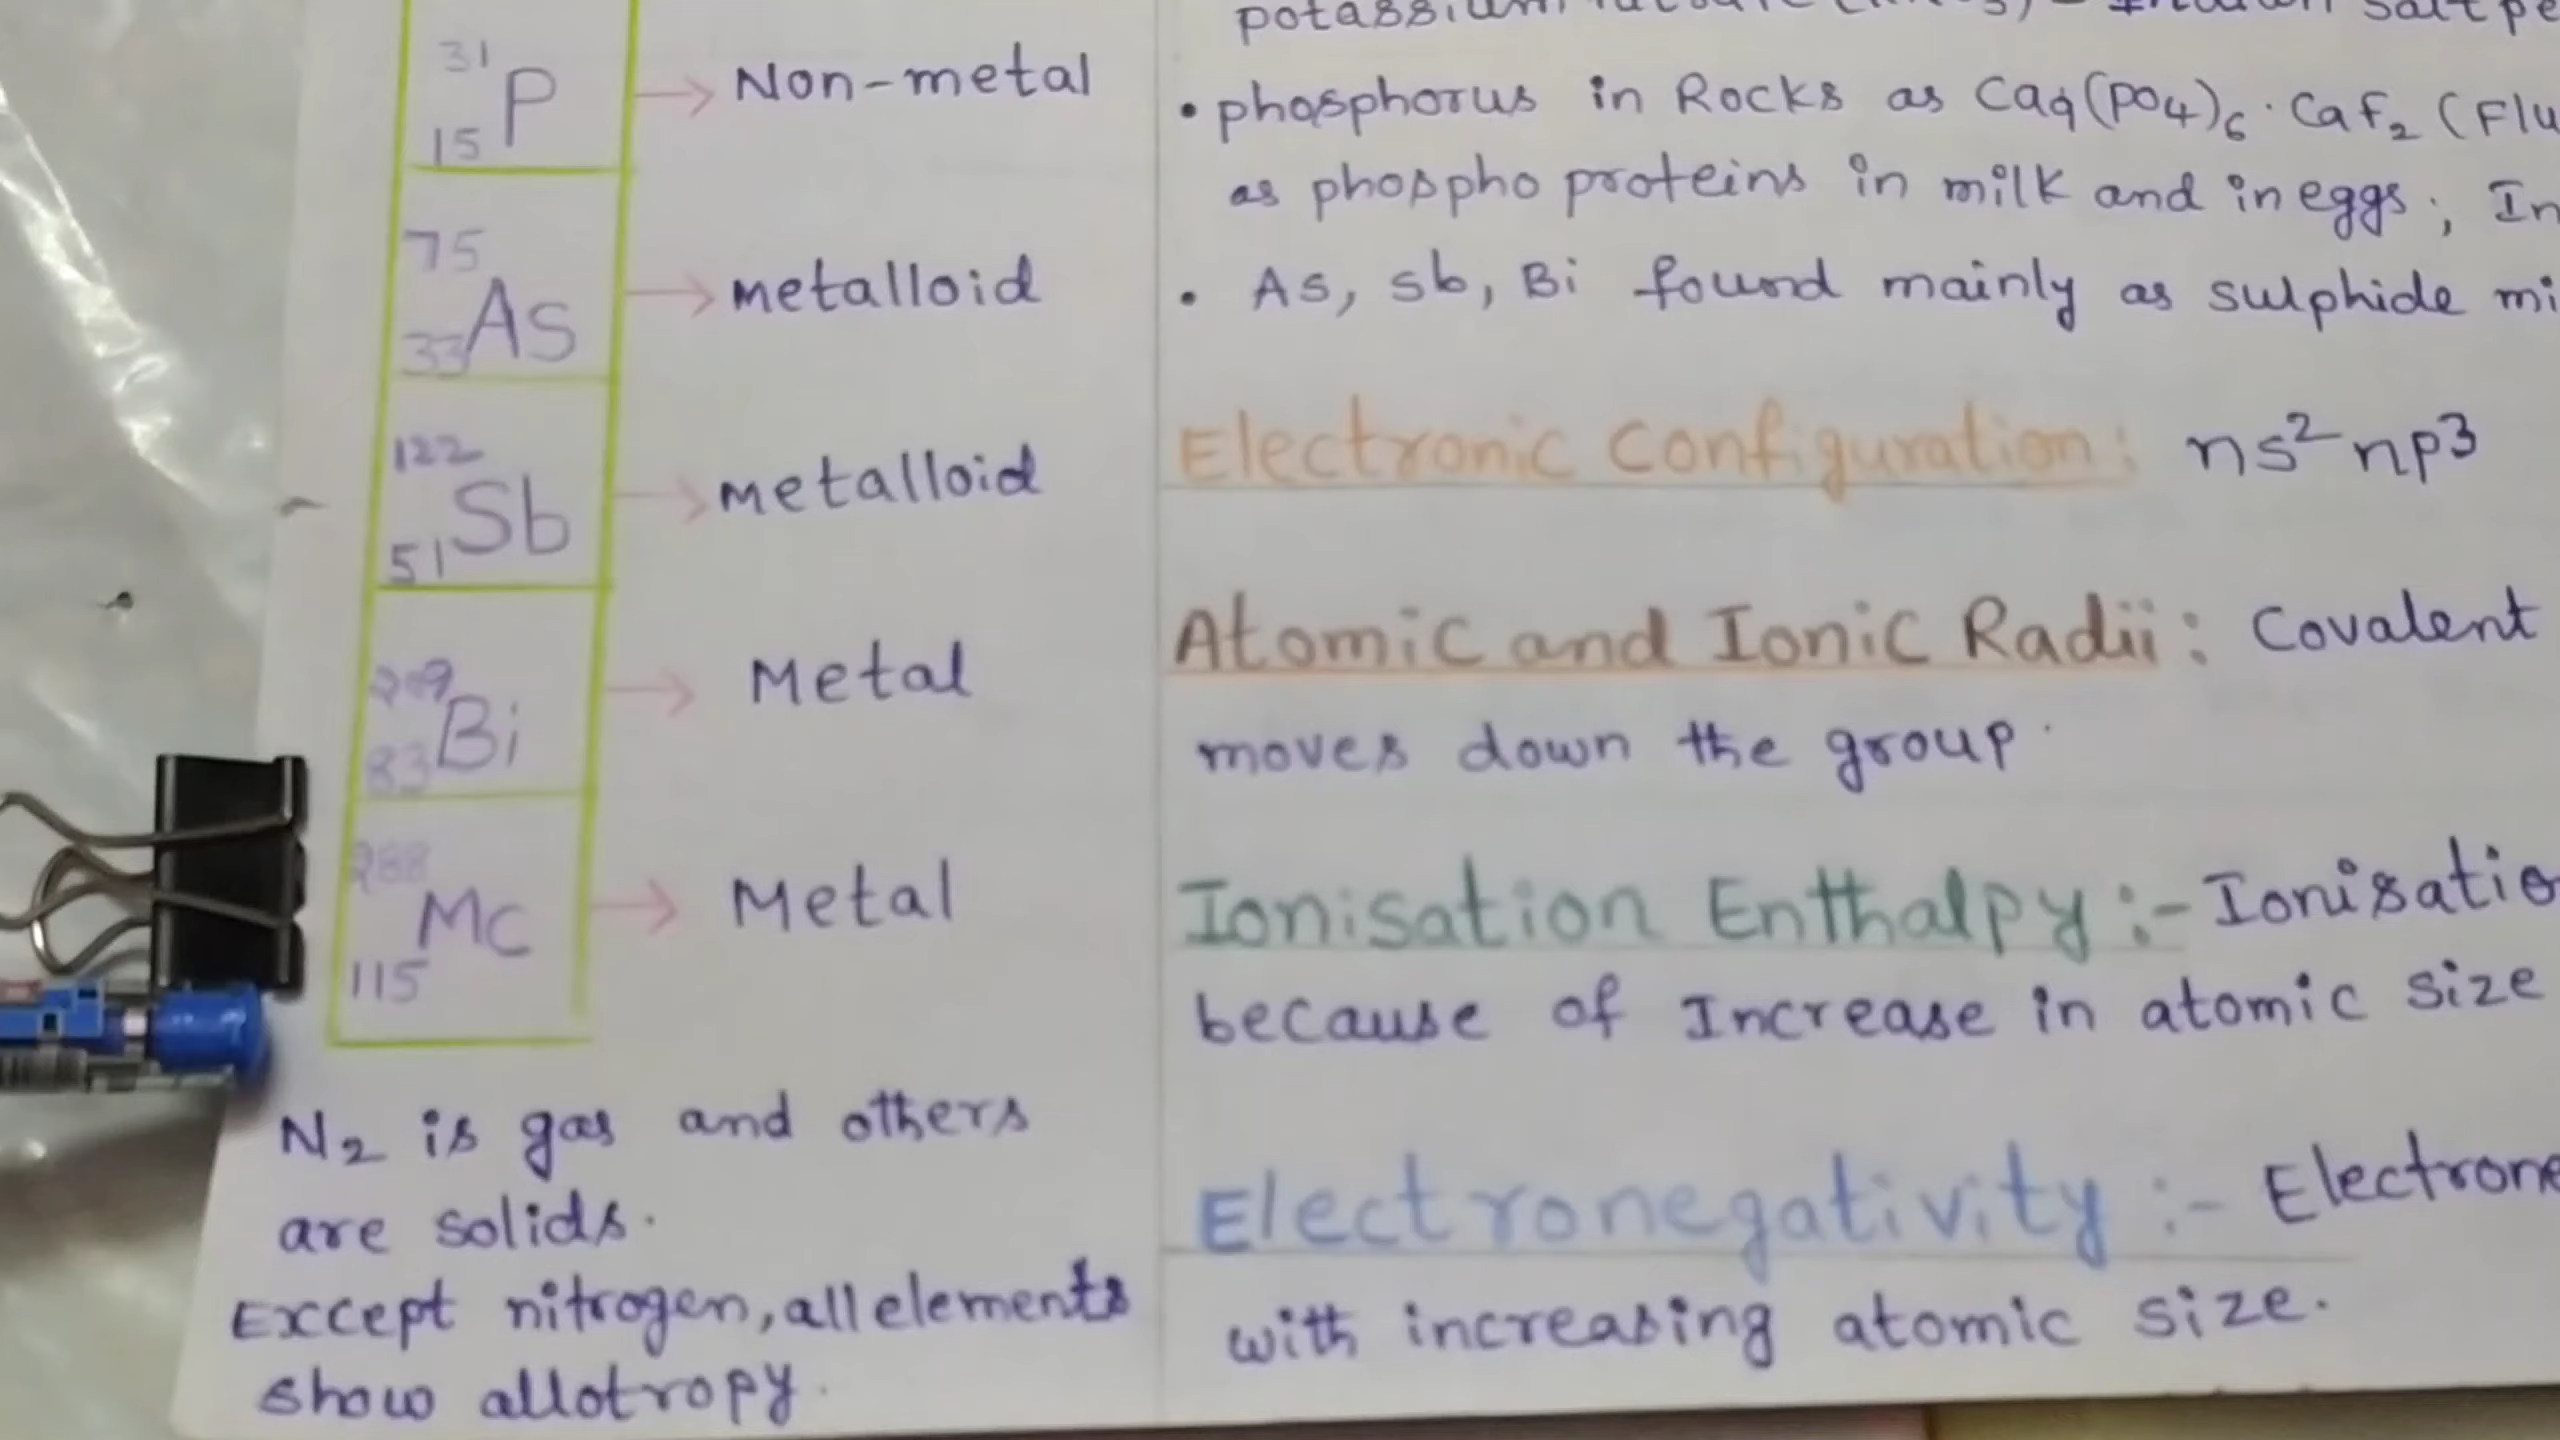 31
P
15
Non-metal
75
As
33
metalloid
122
Sb
51
metalloid
209
Bi
83
Metal
288
Mc
115
Metal
N2 is gas and others
are solids.
Except nitrogen, all elements
show allotropy.
• phosphorus in Rocks as Ca9(PO4)6·CaF2 (Flu
as phospho proteins in milk and in eggs; In
• As, Sb, Bi found mainly as sulphide mi
Electronic Configuration: ns2 np3
Atomic and Ionic Radii: Covalent
moves down the group.
Ionisation Enthalpy:- Ionisatio
because of Increase in atomic size
Electronegativity:- Electrone
with increasing atomic size.